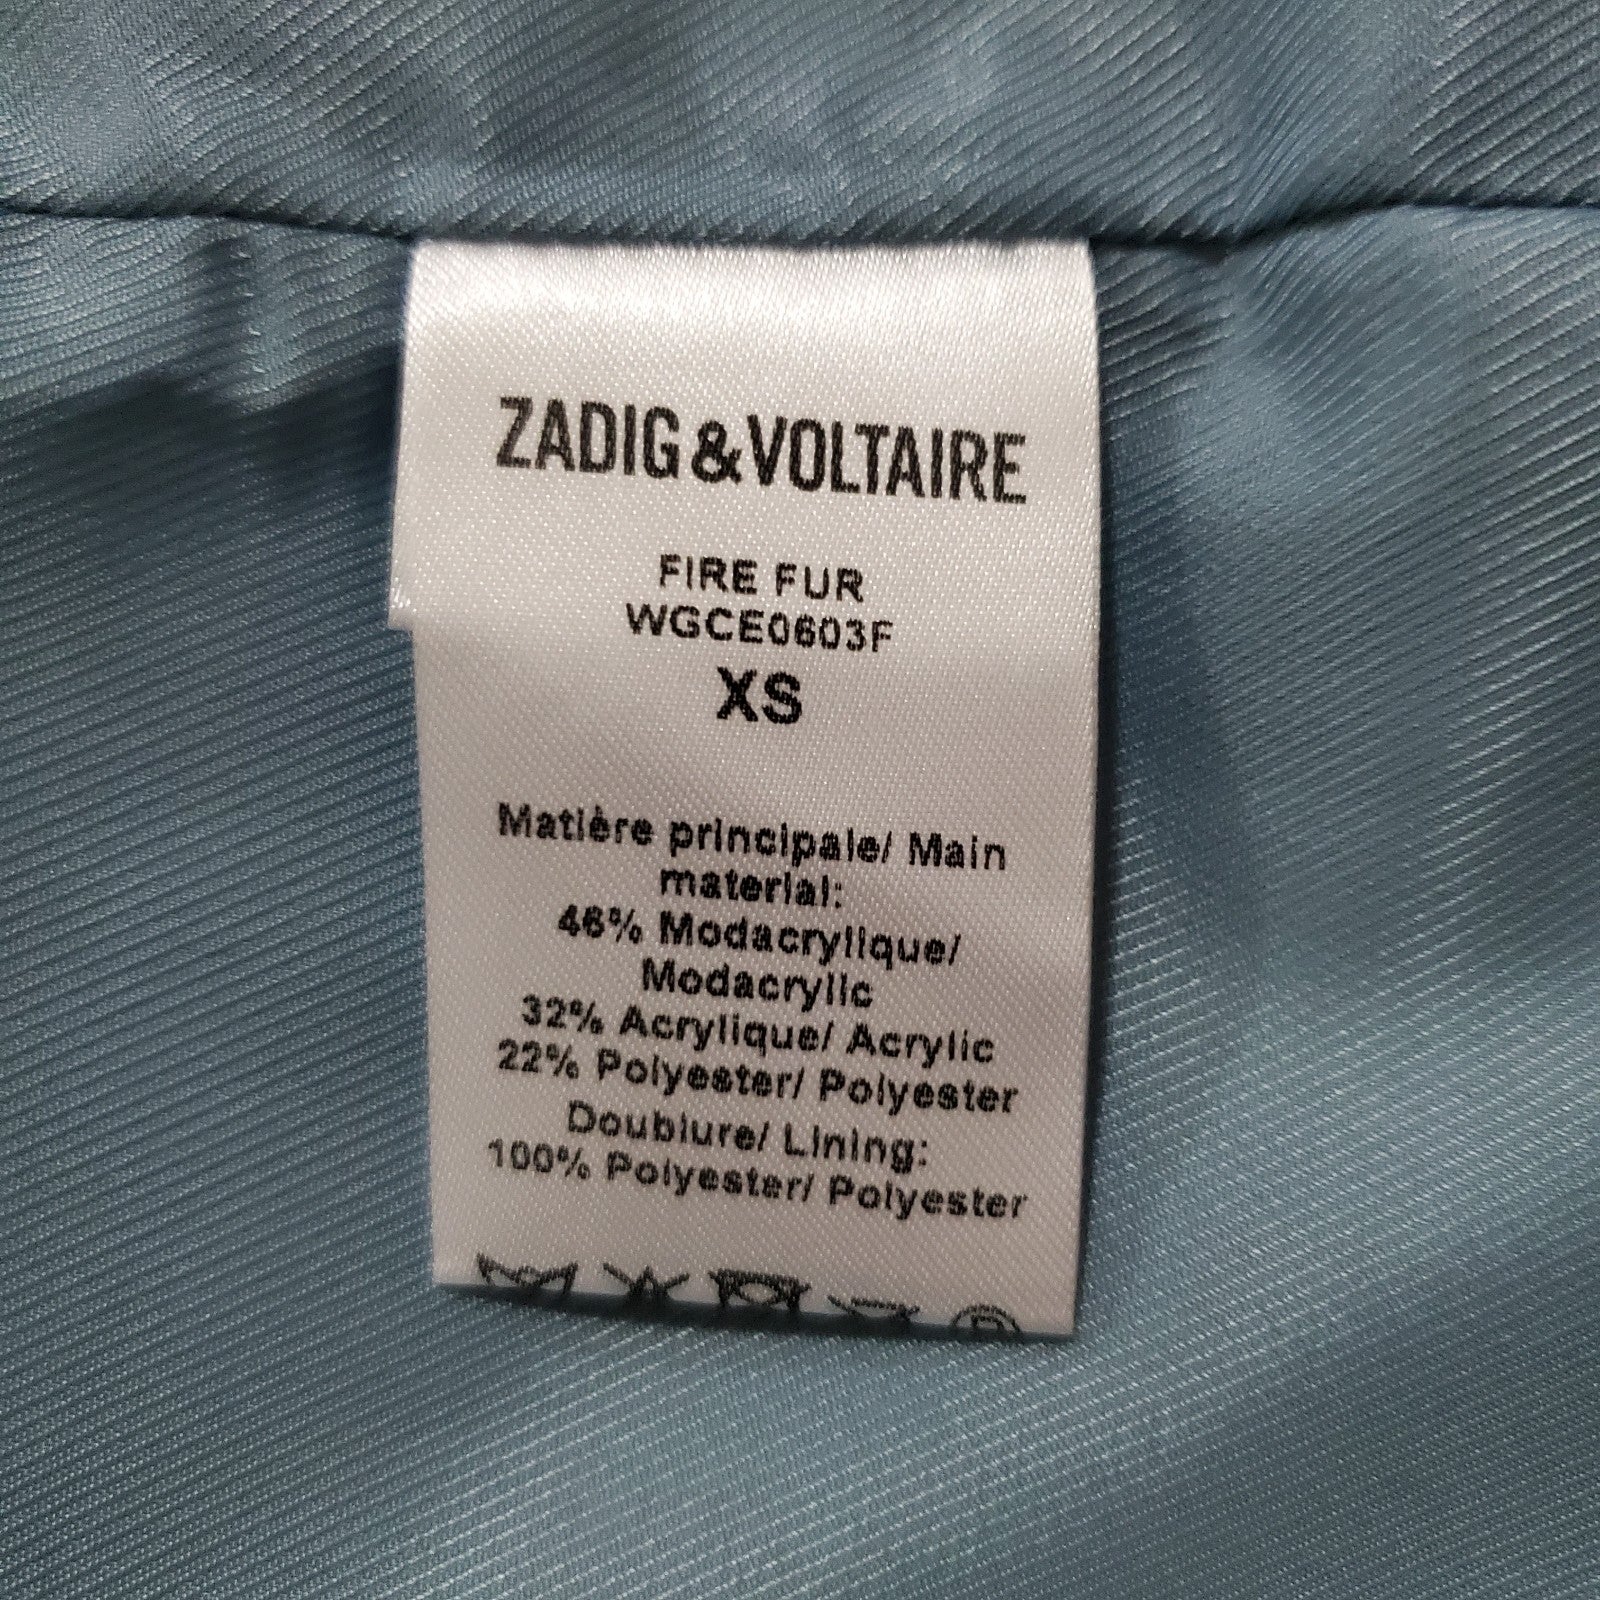 ZADIG&VOLTAIRE
FIRE FUR
WGCE0603F
XS
Matière principale/ Main
material:
46% Modacrylique/
Modacrylic
32% Acrylique/ Acrylic
22% Polyester/ Polyester
Doublure/ Lining:
100% Polyester/ Polyester
P